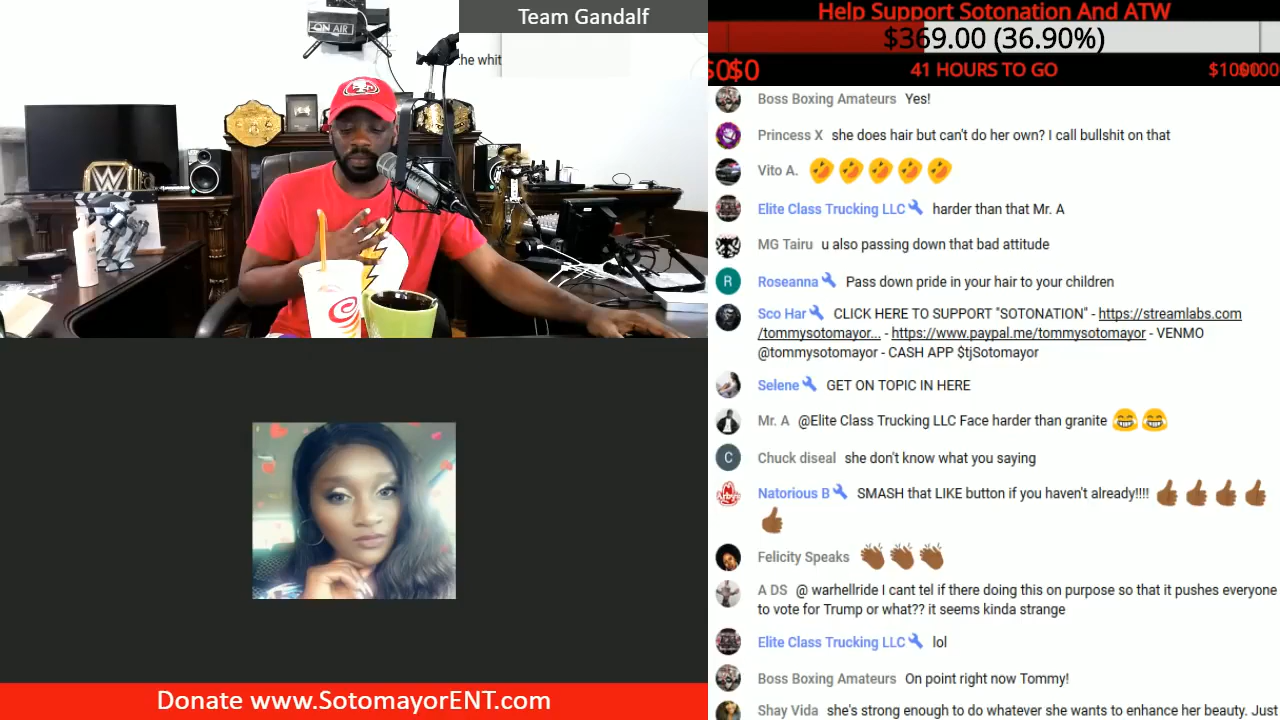 Team Gandalf
he whit
ON AIR
Donate www.SotomayorENT.com
Help Support Sotonation And ATW
$369.00 (36.90%)
$0
41 HOURS TO GO
Boss Boxing Amateurs Yes!
Princess X she does hair but can't do her own? I call bullshit on that
Vito A. 🤣🤣🤣🤣🤣
Elite Class Trucking LLC harder than that Mr. A
MG Tairu u also passing down that bad attitude
R Roseanna Pass down pride in your hair to your children
Sco Har CLICK HERE TO SUPPORT "SOTONATION" - https://streamlabs.com
/tommysotomayor... - https://www.paypal.me/tommysotomayor - VENMO
@tommysotomayor - CASH APP $tjSotomayor
Selene GET ON TOPIC IN HERE
Mr. A @Elite Class Trucking LLC Face harder than granite 😂😂
C Chuck diseal she don't know what you saying
Arby's Natorious B SMASH that LIKE button if you haven't already!!!! 👍🏾👍🏾👍🏾👍🏾
👍🏾
Felicity Speaks 👏🏾👏🏾👏🏾
A DS @ warhellride I cant tel if there doing this on purpose so that it pushes everyone
to vote for Trump or what?? it seems kinda strange
Elite Class Trucking LLC lol
Boss Boxing Amateurs On point right now Tommy!
Shay Vida she's strong enough to do whatever she wants to enhance her beauty. Just